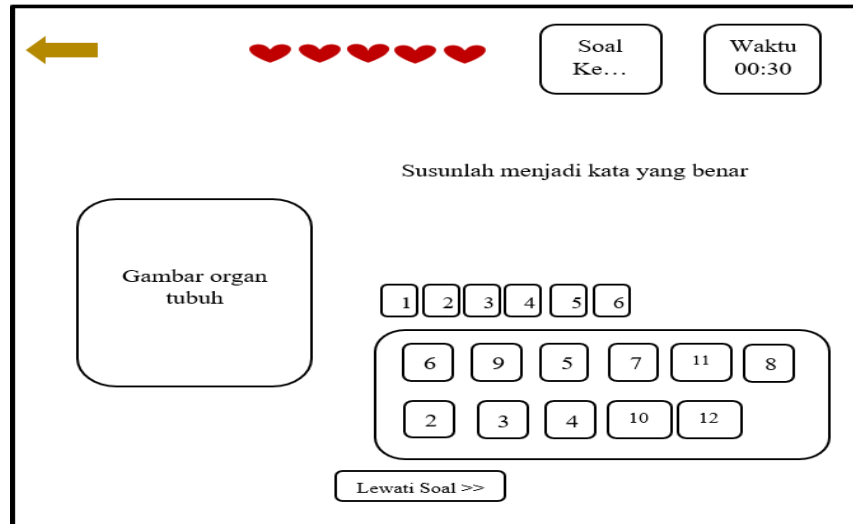 Soal
Ke...
Waktu
00:30
Susunlah menjadi kata yang benar
Gambar organ
tubuh
1 2 3 4 5 6
6 9 5 7 11 8
2 3 4 10 12
Lewati Soal >>